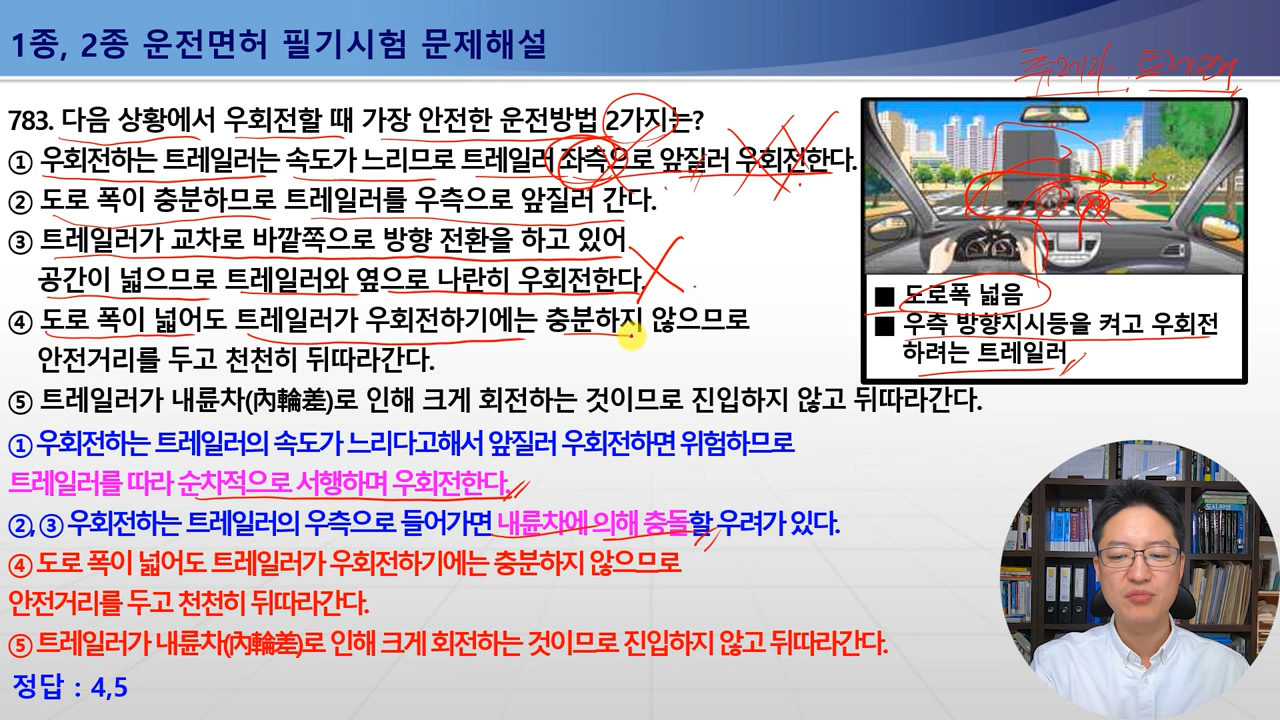 1종, 2종 운전면허 필기시험 문제해설
783. 다음 상황에서 우회전할 때 가장 안전한 운전방법 2가지는?
① 우회전하는 트레일러는 속도가 느리므로 트레일러 좌측으로 앞질러 우회전한다.
② 도로 폭이 충분하므로 트레일러를 우측으로 앞질러 간다.
③ 트레일러가 교차로 바깥쪽으로 방향 전환을 하고 있어
공간이 넓으므로 트레일러와 옆으로 나란히 우회전한다.
④ 도로 폭이 넓어도 트레일러가 우회전하기에는 충분하지 않으므로
안전거리를 두고 천천히 뒤따라간다.
⑤ 트레일러가 내륜차(內輪差)로 인해 크게 회전하는 것이므로 진입하지 않고 뒤따라간다.
■ 도로폭 넓음
■ 우측 방향지시등을 켜고 우회전
하려는 트레일러
① 우회전하는 트레일러의 속도가 느리다고해서 앞질러 우회전하면 위험하므로
트레일러를 따라 순차적으로 서행하며 우회전한다.
②,③ 우회전하는 트레일러의 우측으로 들어가면 내륜차에 의해 충돌할 우려가 있다.
④ 도로 폭이 넓어도 트레일러가 우회전하기에는 충분하지 않으므로
안전거리를 두고 천천히 뒤따라간다.
⑤ 트레일러가 내륜차(內輪差)로 인해 크게 회전하는 것이므로 진입하지 않고 뒤따라간다.
정답 : 4,5